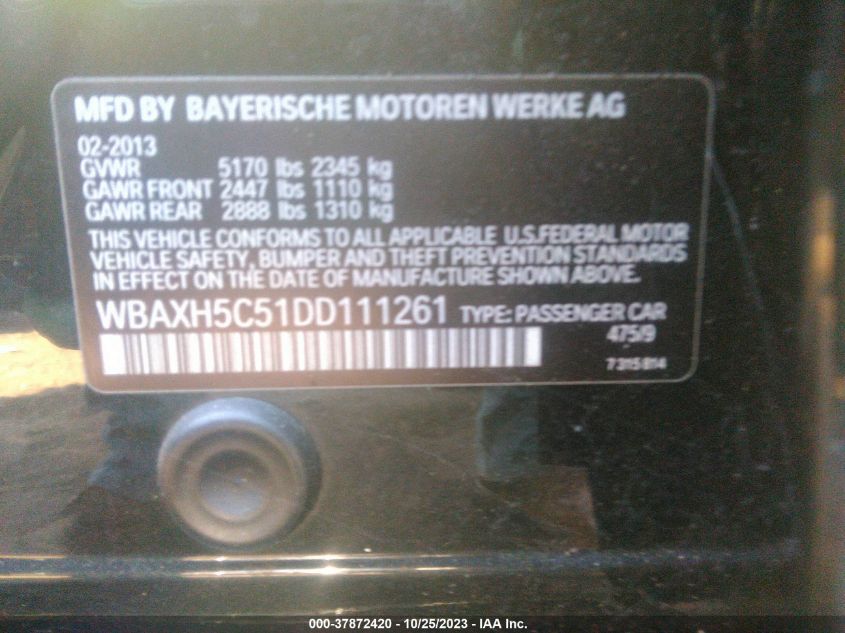 MFD BY BAYERISCHE MOTOREN WERKE AG
02-2013
GVWR 5170 lbs 2345 kg
GAWR FRONT 2447 lbs 1110 kg
GAWR REAR 2888 lbs 1310 kg
THIS VEHICLE CONFORMS TO ALL APPLICABLE U.S.FEDERAL MOTOR
VEHICLE SAFETY, BUMPER AND THEFT PREVENTION STANDARDS
IN EFFECT ON THE DATE OF MANUFACTURE SHOWN ABOVE.
WBAXH5C51DD111261 TYPE: PASSENGER CAR
475/9
7315814
000-37872420 - 10/25/2023 - IAA Inc.